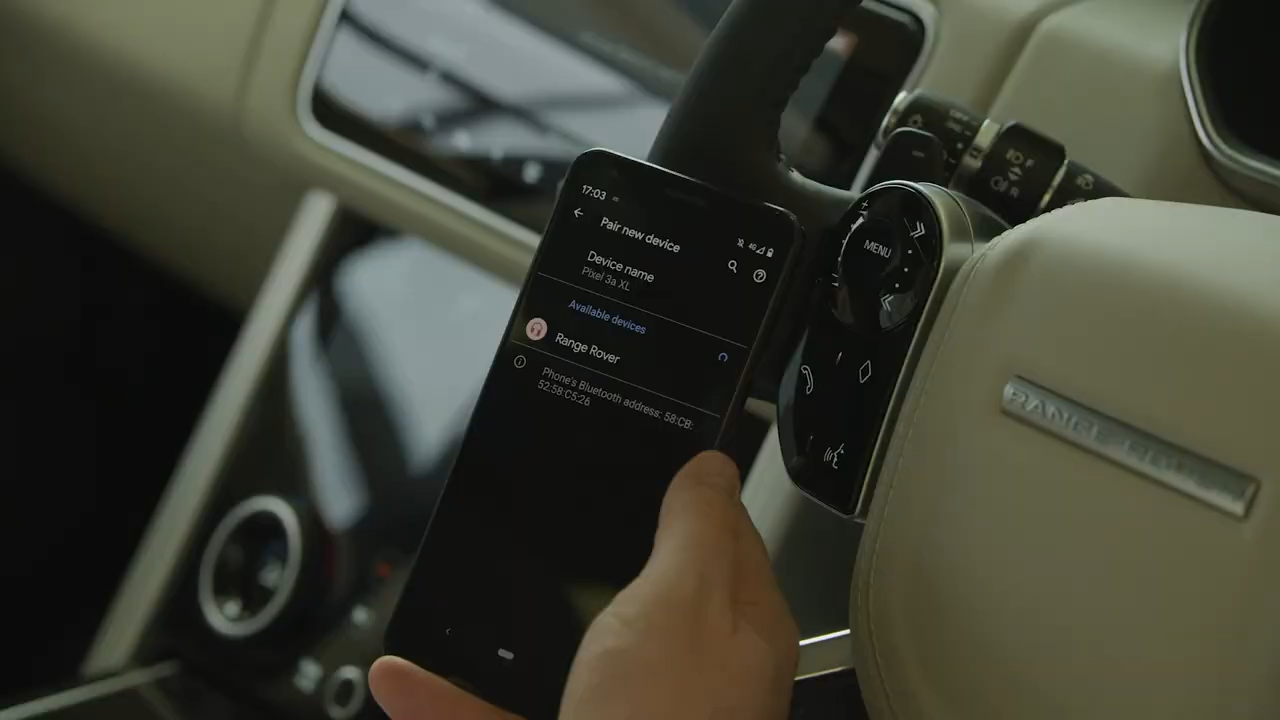 17:03
4G
Pair new device
Device name
Pixel 3a XL
Available devices
Range Rover
Phone's Bluetooth address: 58:CB:
52:58:C5:26
MENU
RANGE ROVER
F
R